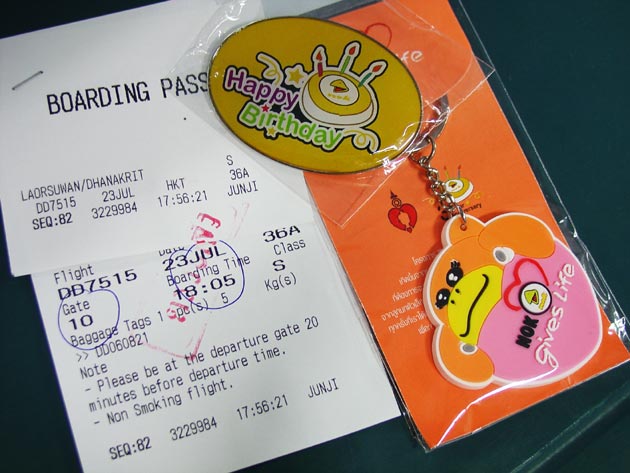 BOARDING PASS
LAORSUWAN/DHANAKRIT S
DD7515 23JUL HKT 36A
SEQ:82 3229984 17:56:21 JUNJI
36A
Flight Date Class
DD7515 23JUL S
Gate Boarding Time
10 18:05 Kg(s)
Baggage Tags 1 pc(s) 5
>> DD060821
Note
- Please be at the departure gate 20
minutes before departure time.
- Non Smoking flight.
SEQ:82 3229984 17:56:21 JUNJI
Happy
Birthday
Life
NOK
Gives Life